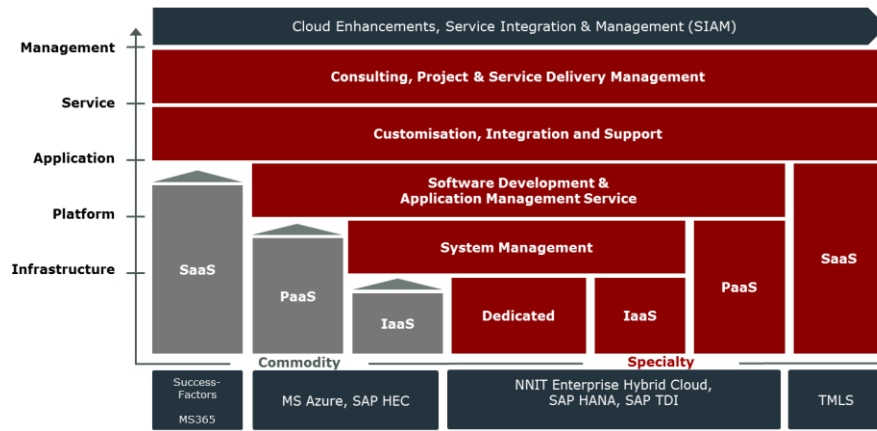 Cloud Enhancements, Service Integration & Management (SIAM)
Management
Consulting, Project & Service Delivery Management
Service
Customisation, Integration and Support
Application
Software Development &
Application Management Service
Platform
System Management
Infrastructure
SaaS
PaaS
IaaS
Dedicated
IaaS
PaaS
SaaS
Commodity
Specialty
Success-
Factors
MS365
MS Azure, SAP HEC
NNIT Enterprise Hybrid Cloud,
SAP HANA, SAP TDI
TMLS